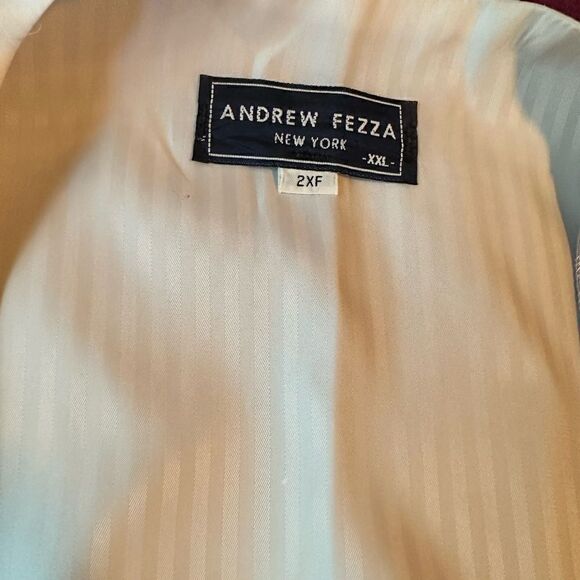 ANDREW FEZZA
NEW YORK
-XXL-
2XF